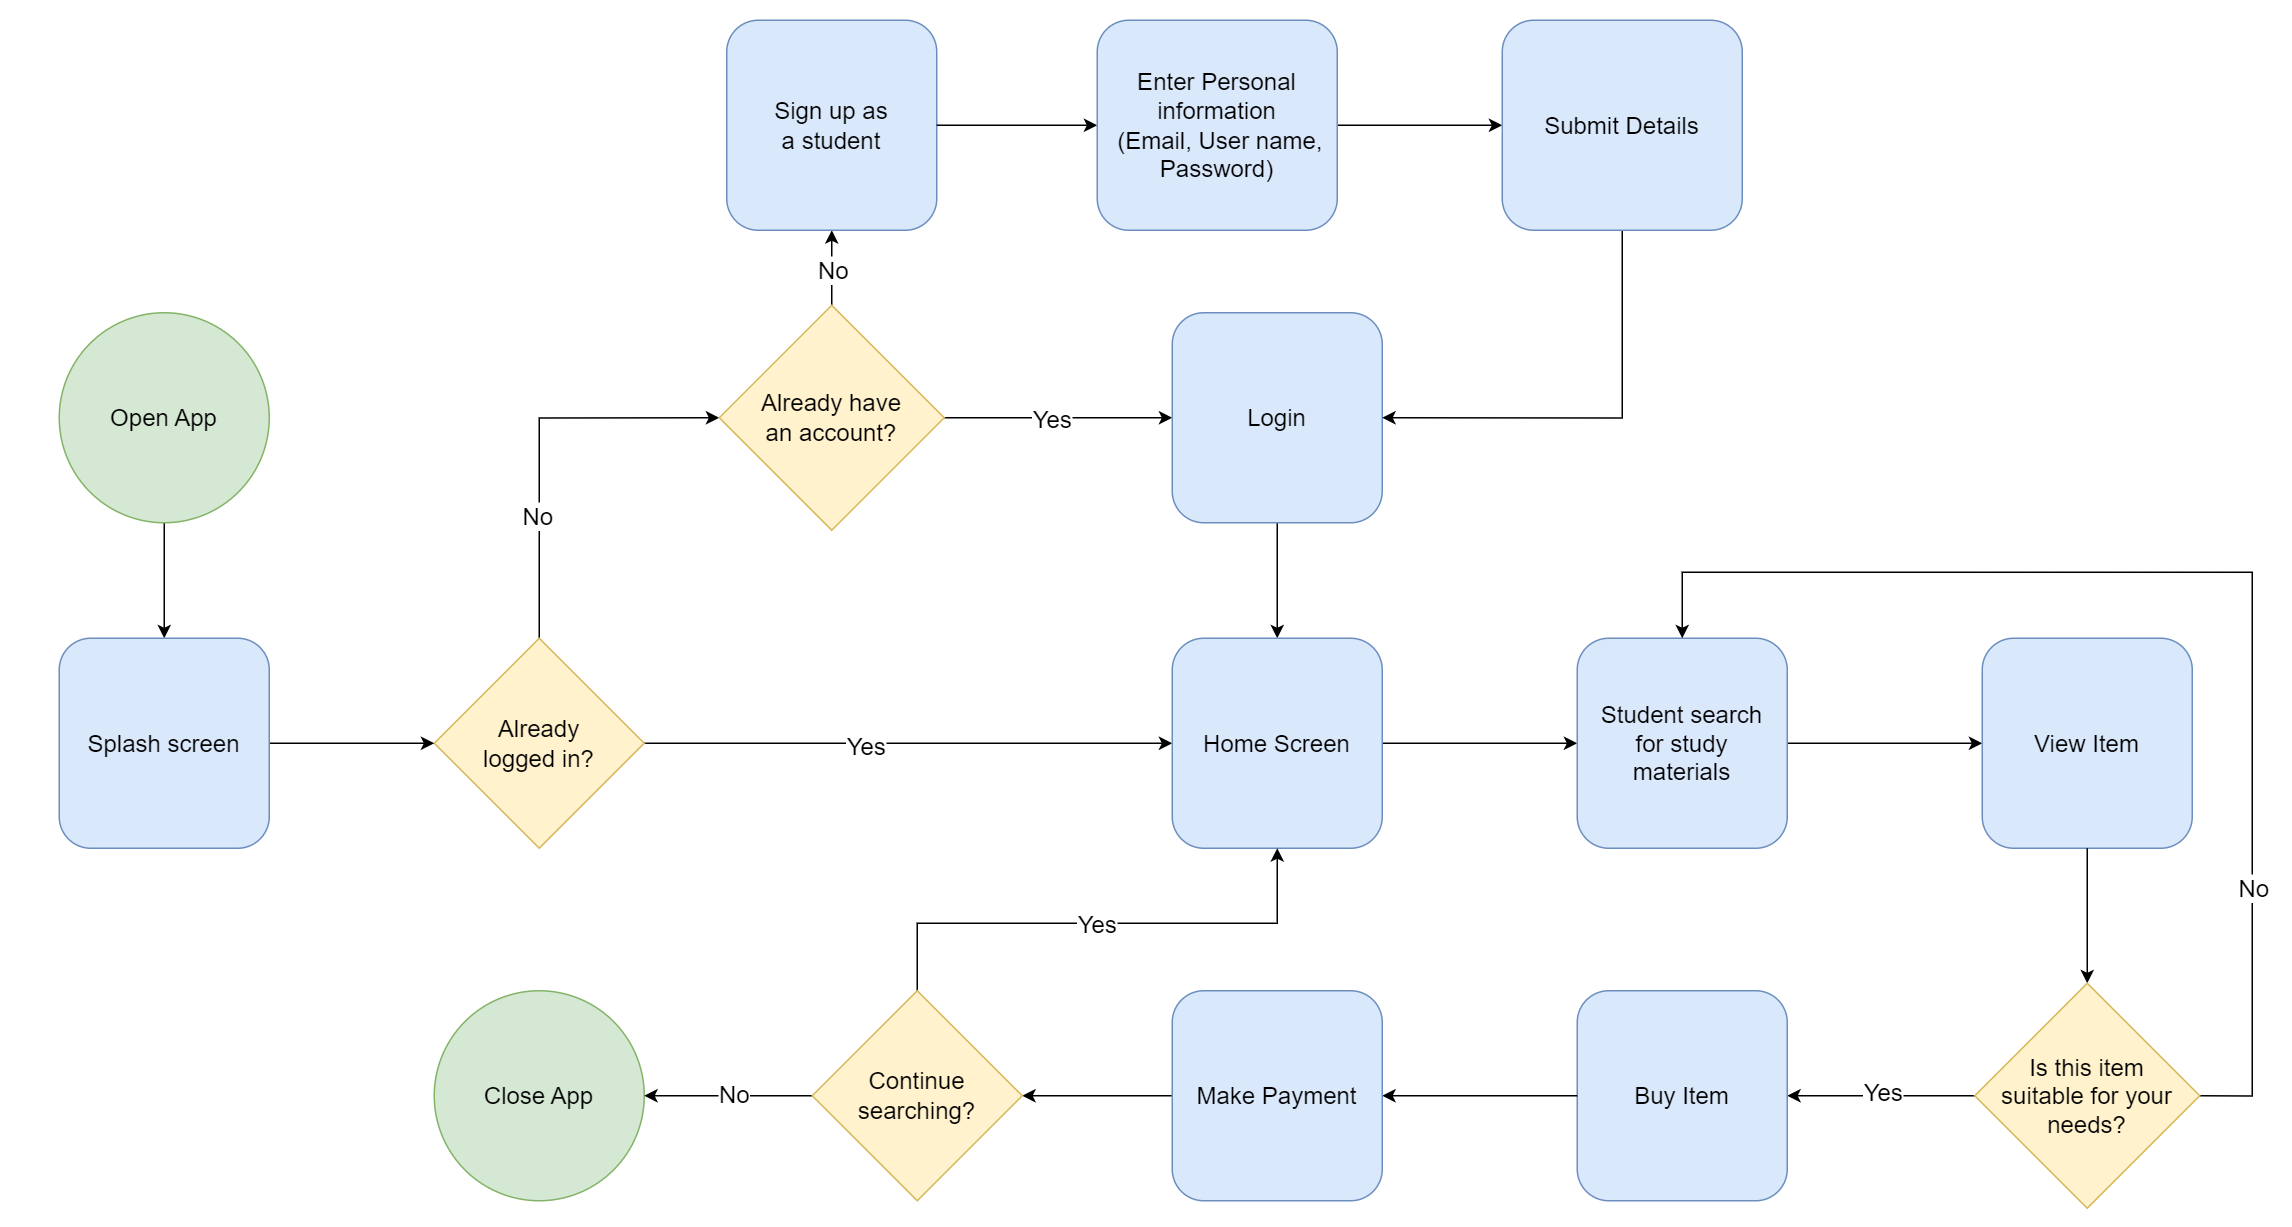 Sign up as
a student
Enter Personal
information
(Email, User name,
Password)
Submit Details
No
Open App
Already have
an account?
Yes
Login
No
Splash screen
Already
logged in?
Yes
Home Screen
Student search
for study
materials
View Item
No
Yes
Close App
No
Continue
searching?
Make Payment
Buy Item
Yes
Is this item
suitable for your
needs?